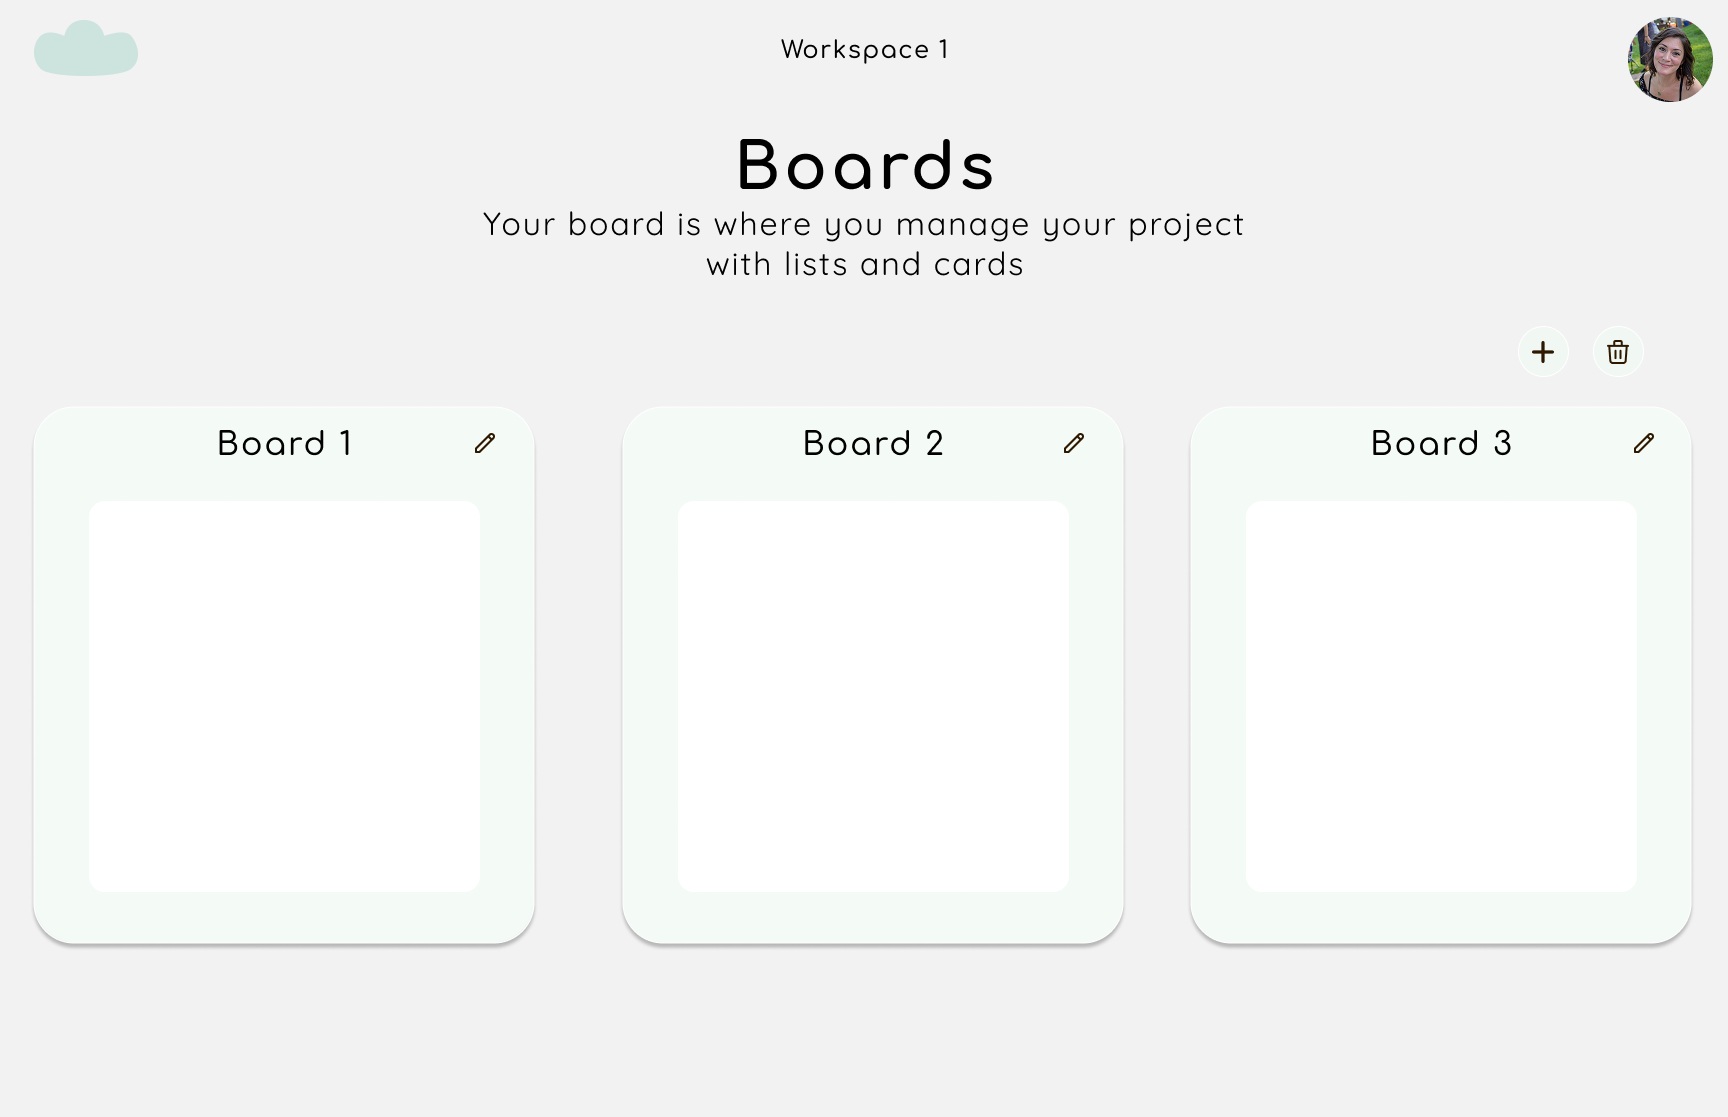 Workspace 1
Boards
Your board is where you manage your project
with lists and cards
Board 1
Board 2
Board 3